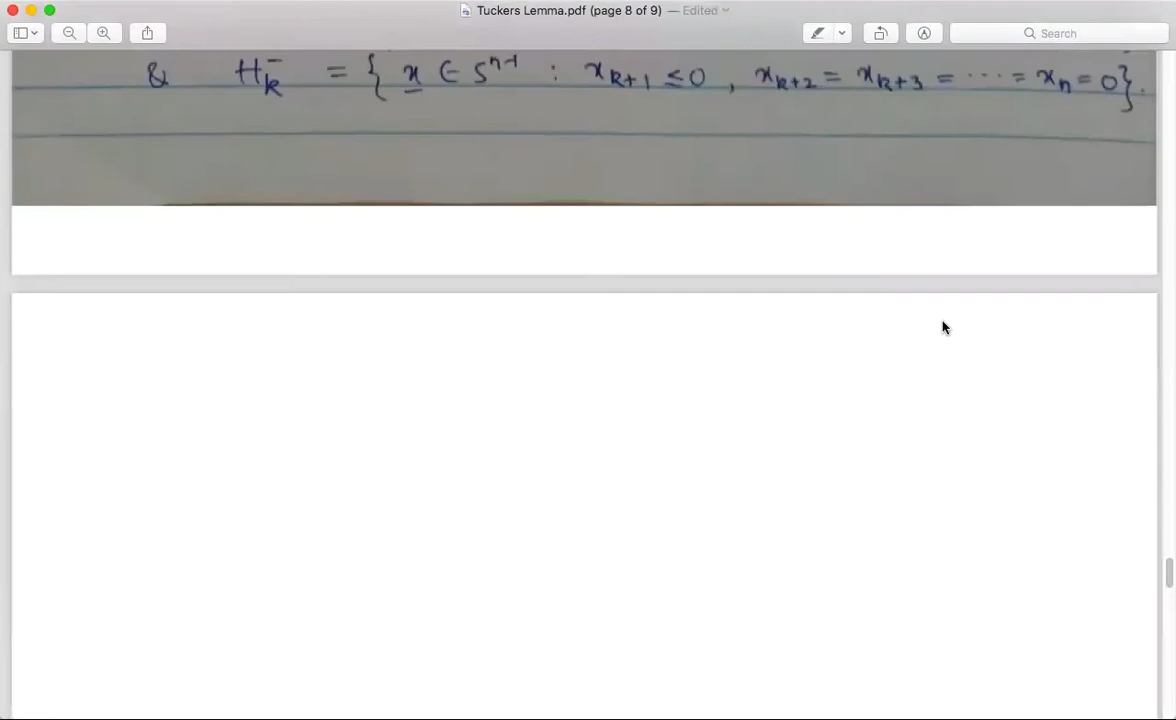 Tuckers Lemma.pdf (page 8 of 9) — Edited
Search
& H_k^- = { x ∈ S^{n-1} : x_{k+1} ≤ 0 , x_{k+2} = x_{k+3} = ⋯ = x_n = 0 }.